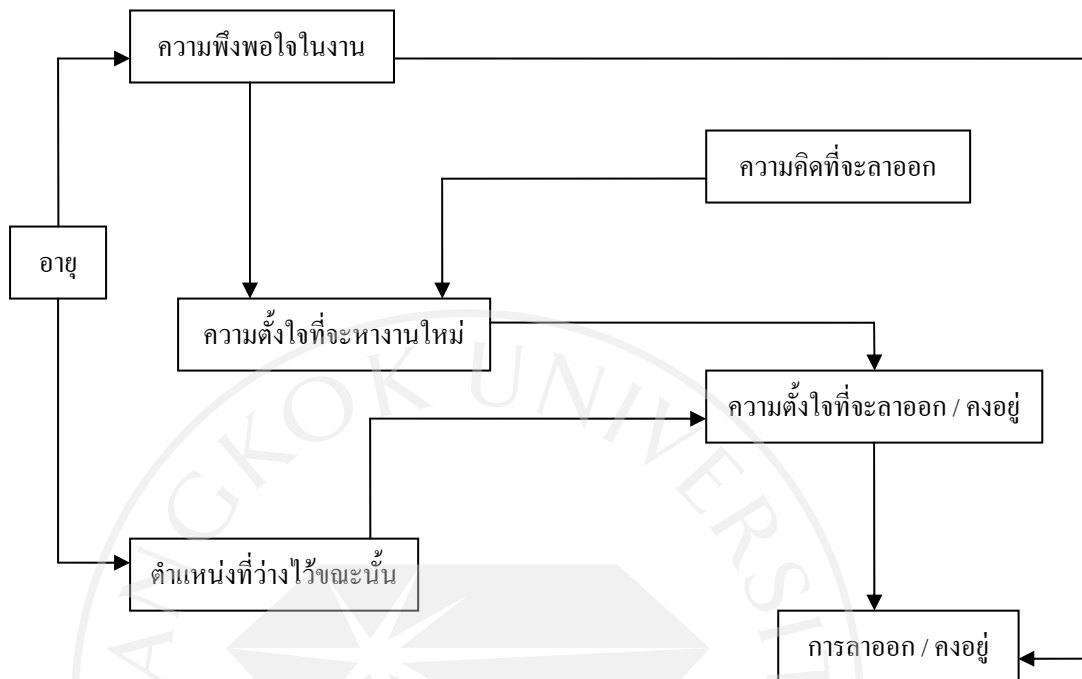 ความพึงพอใจในงาน
ความคิดที่จะลาออก
อายุ
ความตั้งใจที่จะหางานใหม่
ความตั้งใจที่จะลาออก / คงอยู่
ตำแหน่งที่ว่างไว้ขณะนั้น
การลาออก / คงอยู่
ANGKOK UNIVERSIT